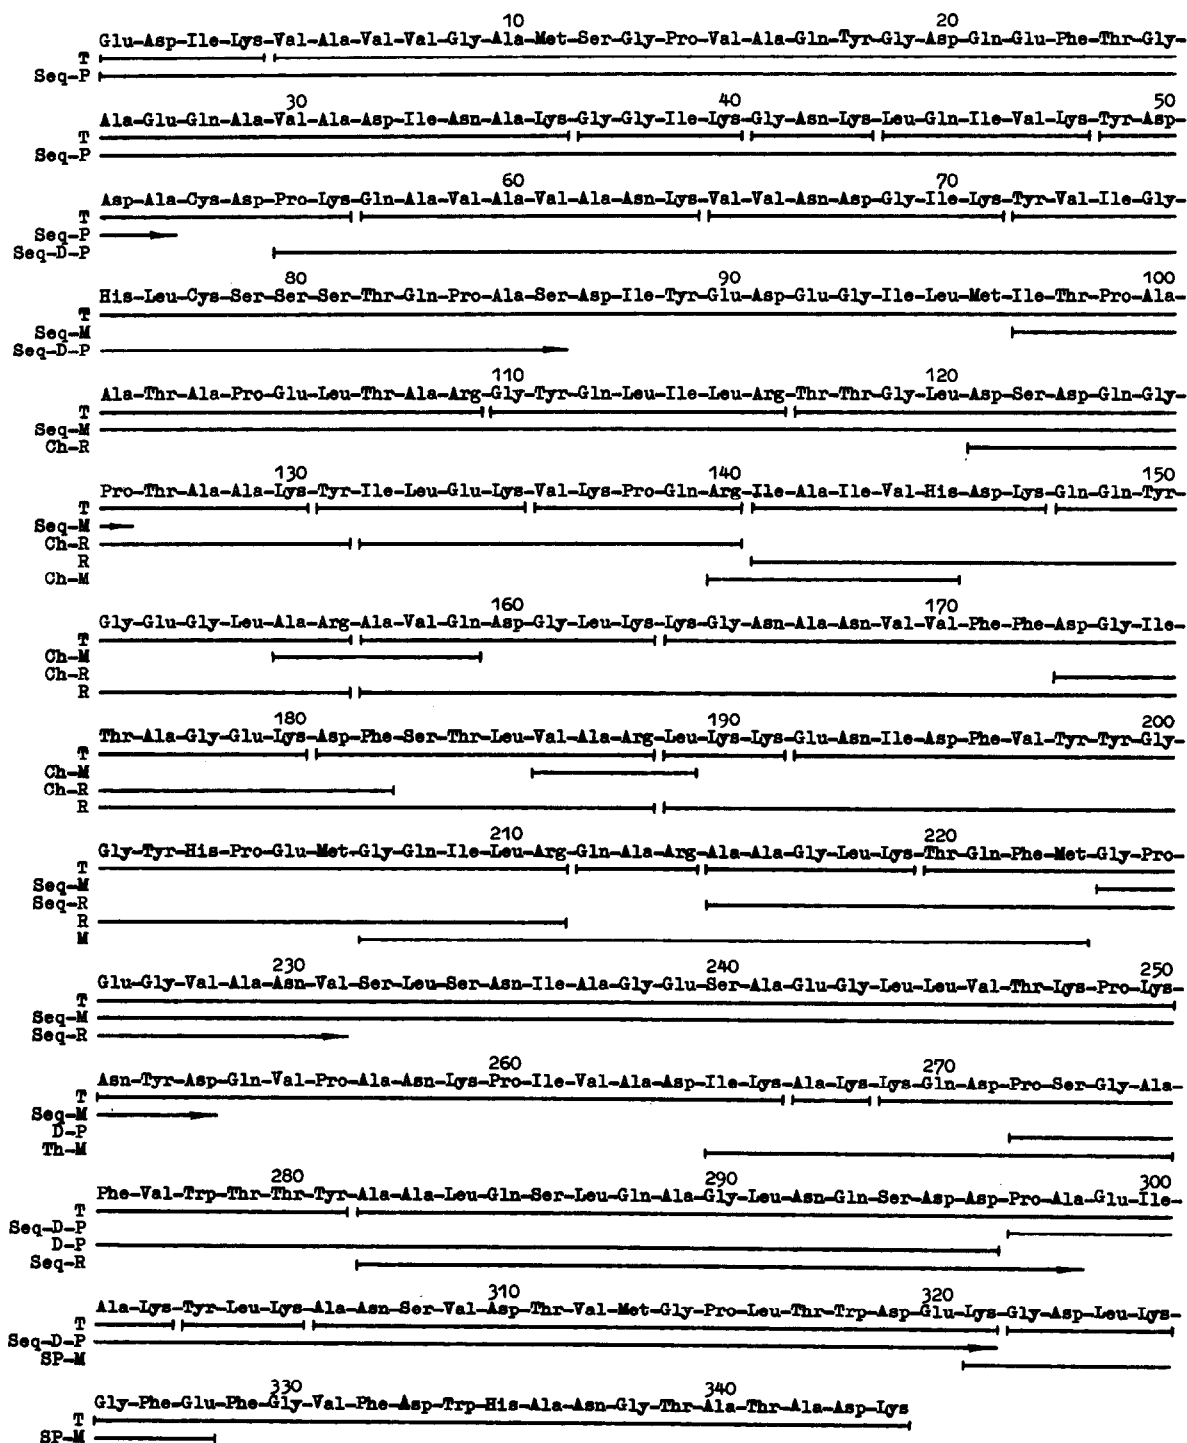 10 20
Glu-Asp-Ile-Lys-Val-Ala-Val-Val-Gly-Ala-Met-Ser-Gly-Pro-Val-Ala-Gln-Tyr-Gly-Asp-Gln-Glu-Phe-Thr-Gly-
T
Seq-P
30 40 50
Ala-Glu-Gln-Ala-Val-Ala-Asp-Ile-Asn-Ala-Lys-Gly-Gly-Ile-Lys-Gly-Asn-Lys-Leu-Gln-Ile-Val-Lys-Tyr-Asp-
T
Seq-P
60 70
Asp-Ala-Cys-Asp-Pro-Lys-Gln-Ala-Val-Ala-Val-Ala-Asn-Lys-Val-Val-Asn-Asp-Gly-Ile-Lys-Tyr-Val-Ile-Gly-
T
Seq-P
Seq-D-P
80 90 100
His-Leu-Cys-Ser-Ser-Ser-Thr-Gln-Pro-Ala-Ser-Asp-Ile-Tyr-Glu-Asp-Glu-Gly-Ile-Leu-Met-Ile-Thr-Pro-Ala-
T
Seq-M
Seq-D-P
110 120
Ala-Thr-Ala-Pro-Glu-Leu-Thr-Ala-Arg-Gly-Tyr-Gln-Leu-Ile-Leu-Arg-Thr-Thr-Gly-Leu-Asp-Ser-Asp-Gln-Gly-
T
Seq-M
Ch-R
130 140 150
Pro-Thr-Ala-Ala-Lys-Tyr-Ile-Leu-Glu-Lys-Val-Lys-Pro-Gln-Arg-Ile-Ala-Ile-Val-His-Asp-Lys-Gln-Gln-Tyr-
T
Seq-M
Ch-R
R
Ch-M
160 170
Gly-Glu-Gly-Leu-Ala-Arg-Ala-Val-Gln-Asp-Gly-Leu-Lys-Lys-Gly-Asn-Ala-Asn-Val-Val-Phe-Phe-Asp-Gly-Ile-
T
Ch-M
Ch-R
R
180 190 200
Thr-Ala-Gly-Glu-Lys-Asp-Phe-Ser-Thr-Leu-Val-Ala-Arg-Leu-Lys-Lys-Glu-Asn-Ile-Asp-Phe-Val-Tyr-Tyr-Gly-
T
Ch-M
Ch-R
R
210 220
Gly-Tyr-His-Pro-Glu-Met-Gly-Gln-Ile-Leu-Arg-Gln-Ala-Arg-Ala-Ala-Gly-Leu-Lys-Thr-Gln-Phe-Met-Gly-Pro-
T
Seq-M
Seq-R
R
M
230 240 250
Glu-Gly-Val-Ala-Asn-Val-Ser-Leu-Ser-Asn-Ile-Ala-Gly-Glu-Ser-Ala-Glu-Gly-Leu-Leu-Val-Thr-Lys-Pro-Lys-
T
Seq-M
Seq-R
260 270
Asn-Tyr-Asp-Gln-Val-Pro-Ala-Asn-Lys-Pro-Ile-Val-Ala-Asp-Ile-Lys-Ala-Lys-Lys-Gln-Asp-Pro-Ser-Gly-Ala-
T
Seq-M
D-P
Th-M
280 290 300
Phe-Val-Trp-Thr-Thr-Tyr-Ala-Ala-Leu-Gln-Ser-Leu-Gln-Ala-Gly-Leu-Asn-Gln-Ser-Asp-Asp-Pro-Ala-Glu-Ile-
T
Seq-D-P
D-P
Seq-R
310 320
Ala-Lys-Tyr-Leu-Lys-Ala-Asn-Ser-Val-Asp-Thr-Val-Met-Gly-Pro-Leu-Thr-Trp-Asp-Glu-Lys-Gly-Asp-Leu-Lys-
T
Seq-D-P
SP-M
330 340
Gly-Phe-Glu-Phe-Gly-Val-Phe-Asp-Trp-His-Ala-Asn-Gly-Thr-Ala-Thr-Ala-Asp-Lys
T
SP-M